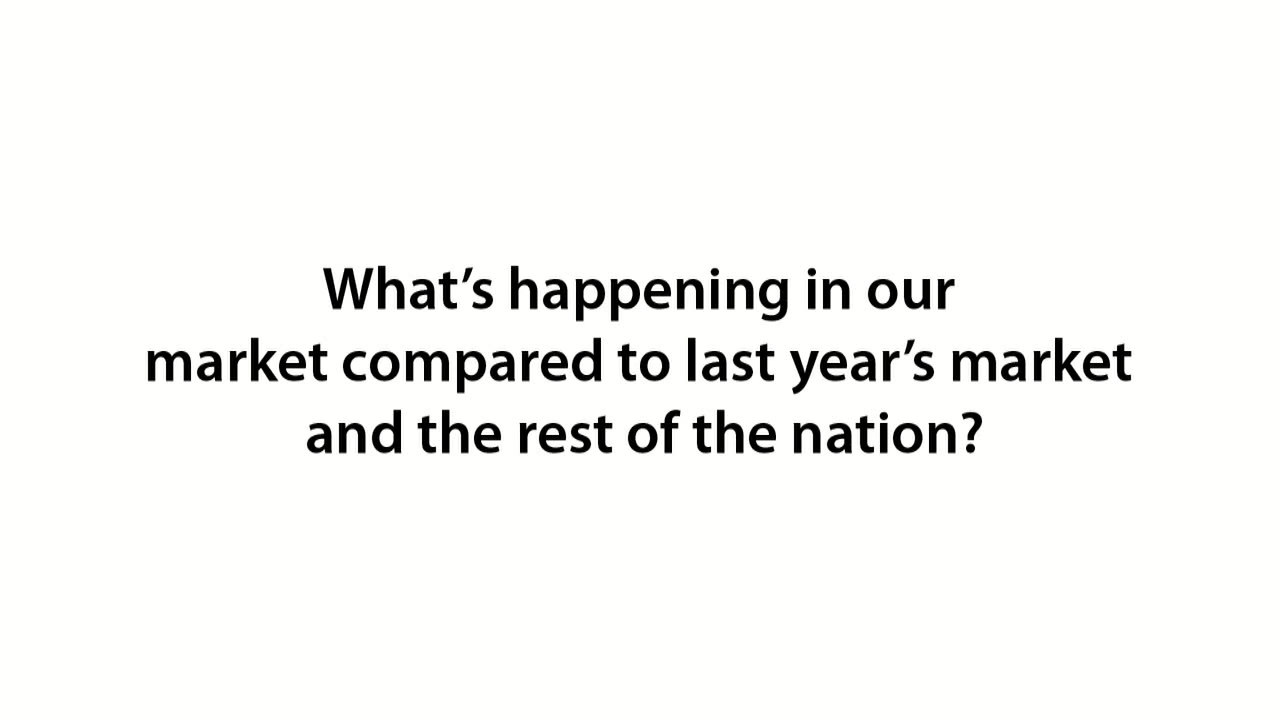 What’s happening in our
market compared to last year’s market
and the rest of the nation?